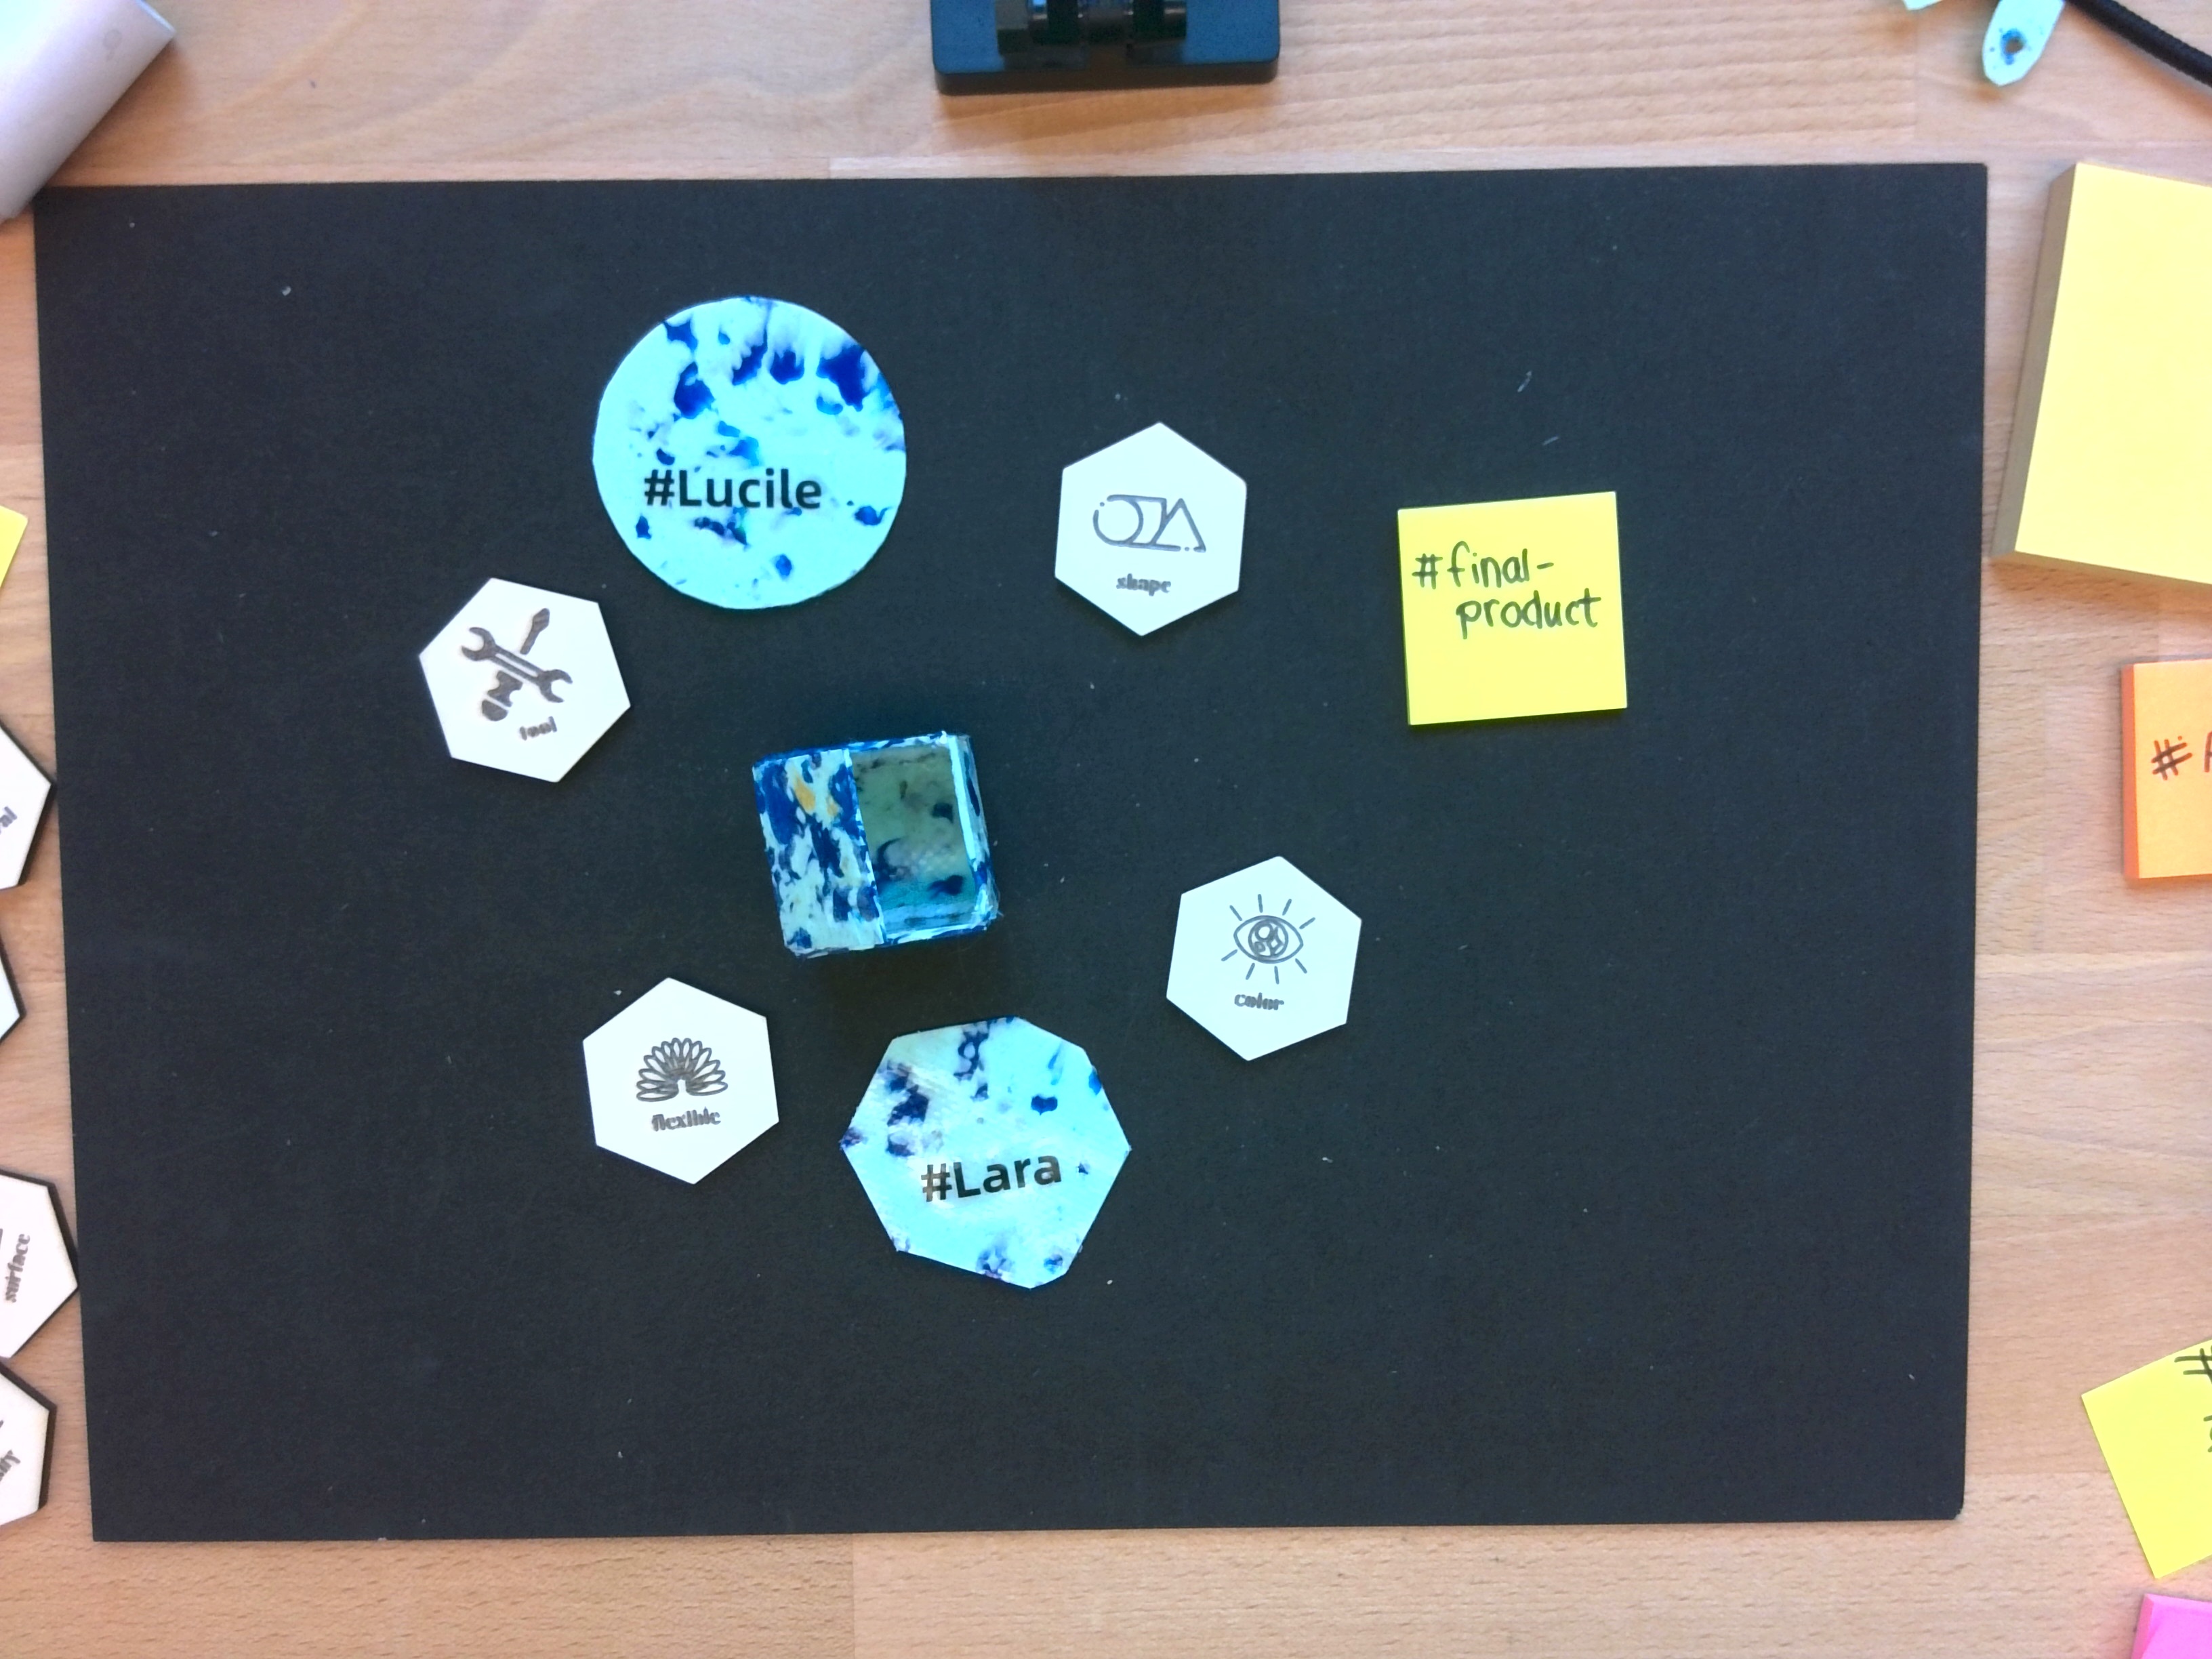 #Lucile
shape
#final-
product
tool
color
flexible
#Lara
surface